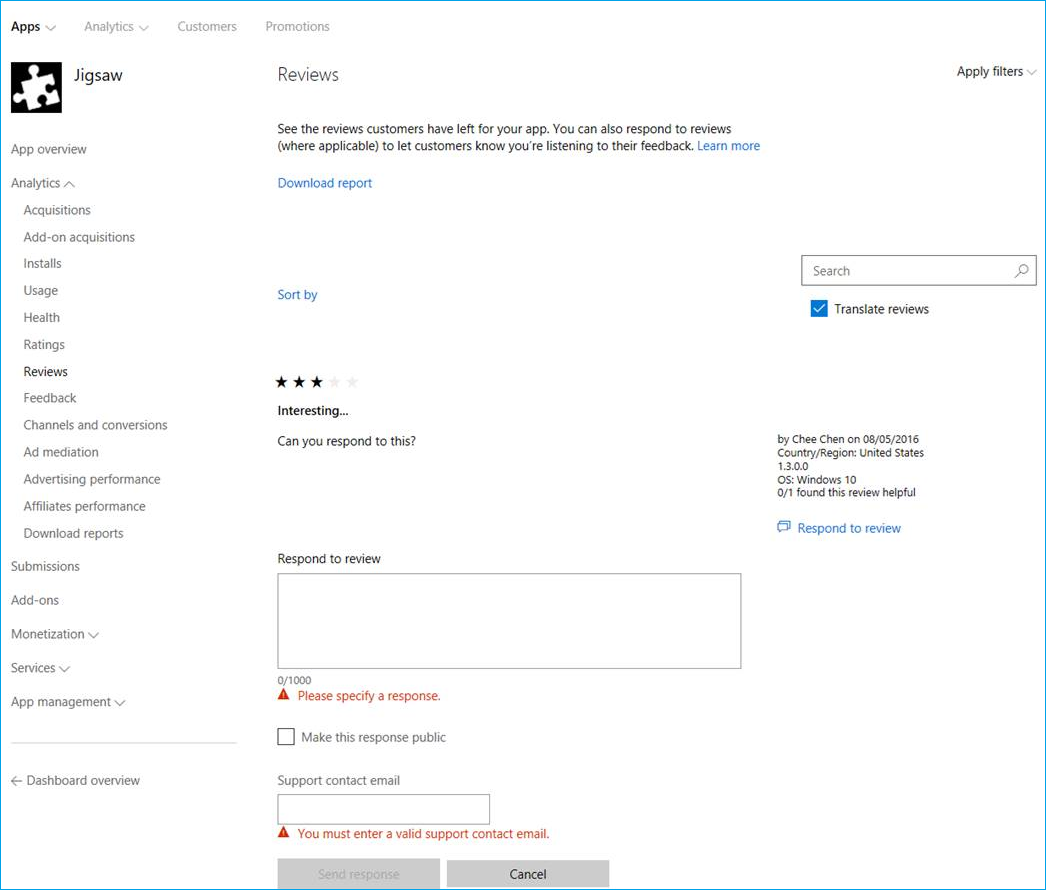 Apps
Analytics
Customers
Promotions
Jigsaw
Reviews
Apply filters
App overview
Analytics
Acquisitions
Add-on acquisitions
Installs
Usage
Health
Ratings
Reviews
Feedback
Channels and conversions
Ad mediation
Advertising performance
Affiliates performance
Download reports
Submissions
Add-ons
Monetization
Services
App management
Dashboard overview
See the reviews customers have left for your app. You can also respond to reviews
(where applicable) to let customers know you're listening to their feedback. Learn more
Download report
Search
Sort by
Translate reviews
Interesting...
Can you respond to this?
by Chee Chen on 08/05/2016
Country/Region: United States
1.3.0.0
OS: Windows 10
0/1 found this review helpful
Respond to review
Respond to review
0/1000
Please specify a response.
Make this response public
Support contact email
You must enter a valid support contact email.
Send response
Cancel